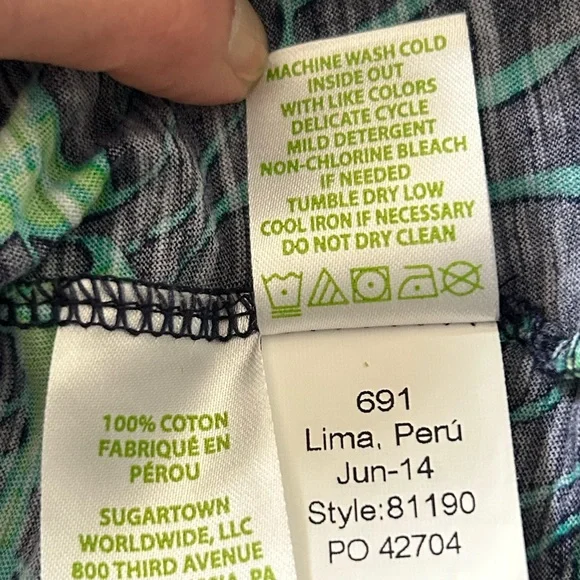 MACHINE WASH COLD
INSIDE OUT
WITH LIKE COLORS
DELICATE CYCLE
MILD DETERGENT
NON-CHLORINE BLEACH
IF NEEDED
TUMBLE DRY LOW
COOL IRON IF NECESSARY
DO NOT DRY CLEAN
100% COTON
FABRIQUÉ EN
PÉROU
SUGARTOWN
WORLDWIDE, LLC
800 THIRD AVENUE
PA
691
Lima, Perú
Jun-14
Style:81190
PO 42704